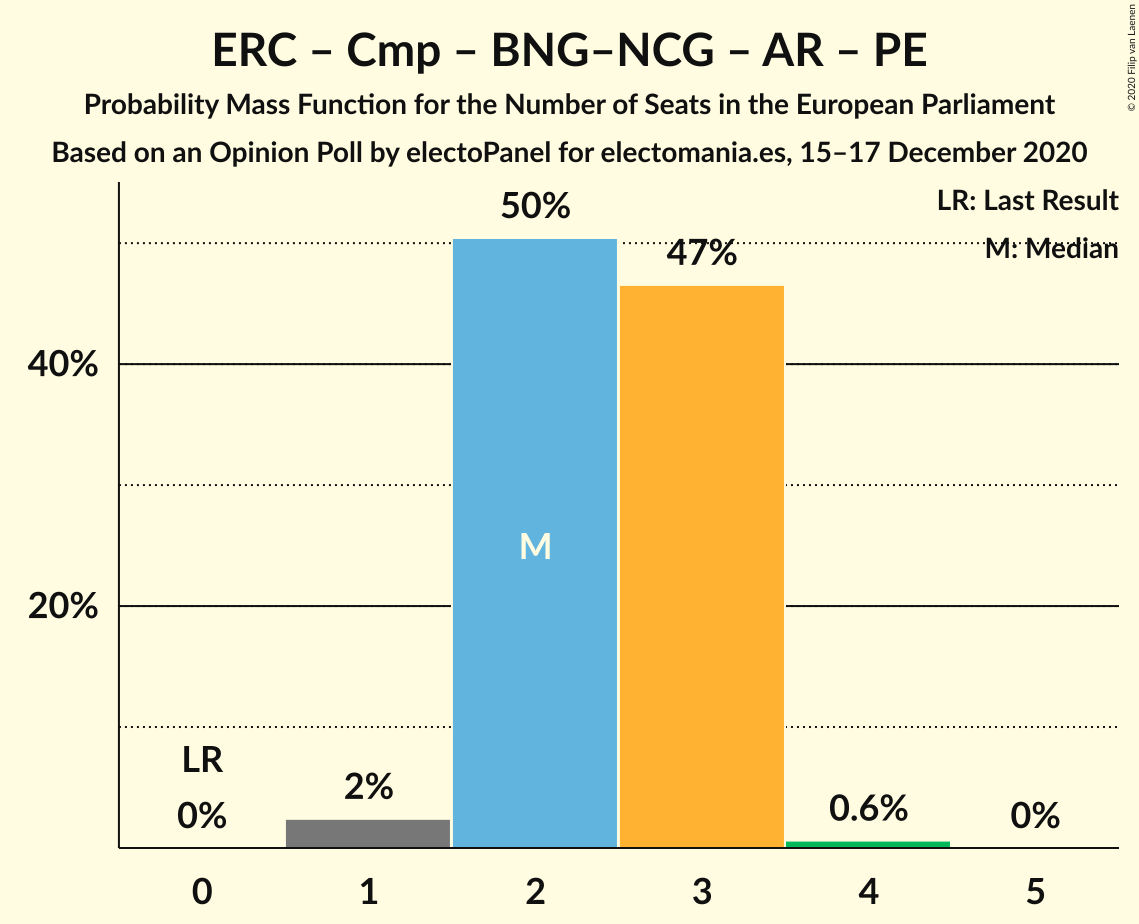 ERC – Cmp – BNG–NCG – AR – PE
Probability Mass Function for the Number of Seats in the European Parliament
Based on an Opinion Poll by electoPanel for electomania.es, 15–17 December 2020
© 2020 Filip van Laenen
LR: Last Result
M: Median
50%
47%
40%
M
20%
LR
0%
2%
0.6%
0%
0 1 2 3 4 5